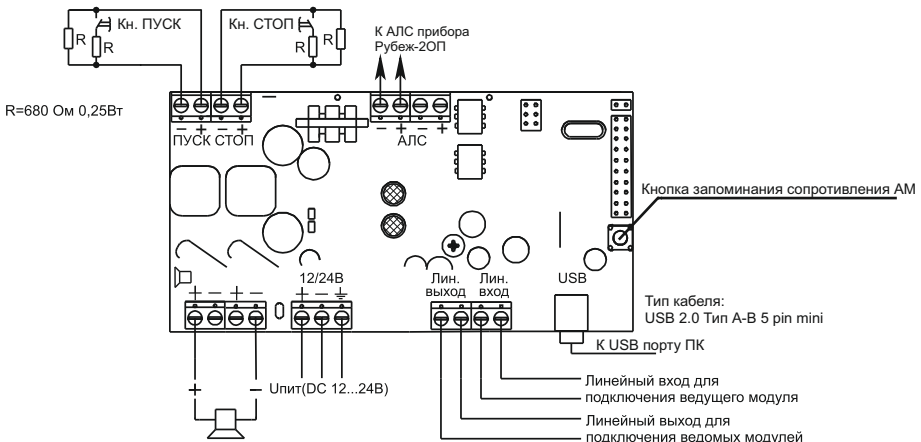 Кн. ПУСК
Кн. СТОП
R
R
R
R
К АЛС прибора
Рубеж-2ОП
R=680 Ом 0,25Вт
− + − +
ПУСК СТОП
− + − +
АЛС
Кнопка запоминания сопротивления АМ
12/24В
+ − + −
+ −
Лин.
выход
Лин.
вход
USB
Тип кабеля:
USB 2.0 Тип А-В 5 pin mini
К USB порту ПК
+ −
Uпит(DC 12...24В)
Линейный вход для
подключения ведущего модуля
Линейный выход для
подключения ведомых модулей